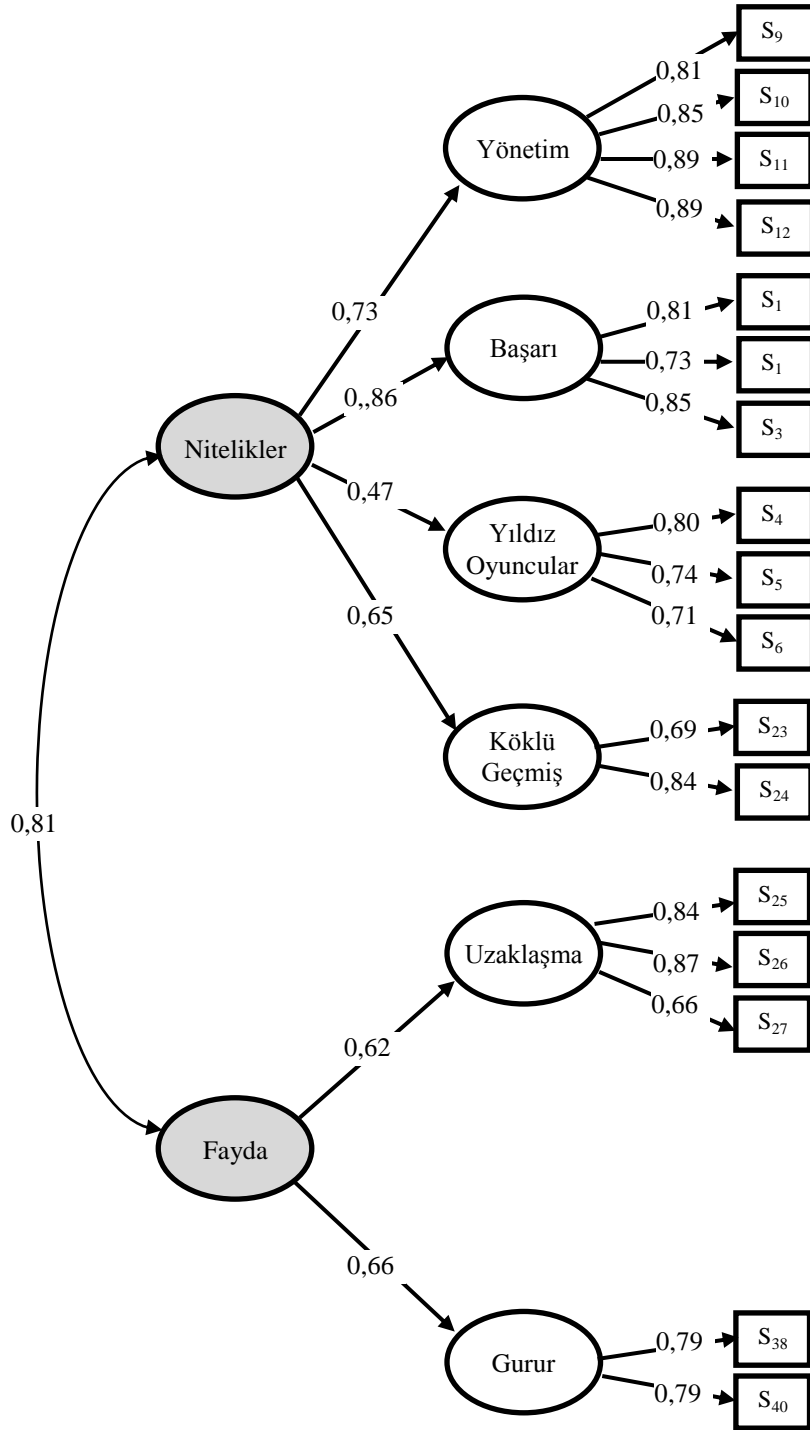 S9
0,81
S10
0,85
Yönetim
0,89
S11
0,89
S12
0,73
0,81
S1
Başarı
0,73
S1
0,,86
0,85
S3
Nitelikler
0,47
0,80
S4
Yıldız
Oyuncular
0,74
S5
0,71
S6
0,65
Köklü
Geçmiş
0,69
S23
0,84
S24
0,81
0,84
S25
Uzaklaşma
0,87
S26
0,66
S27
0,62
Fayda
0,66
Gurur
0,79
S38
0,79
S40